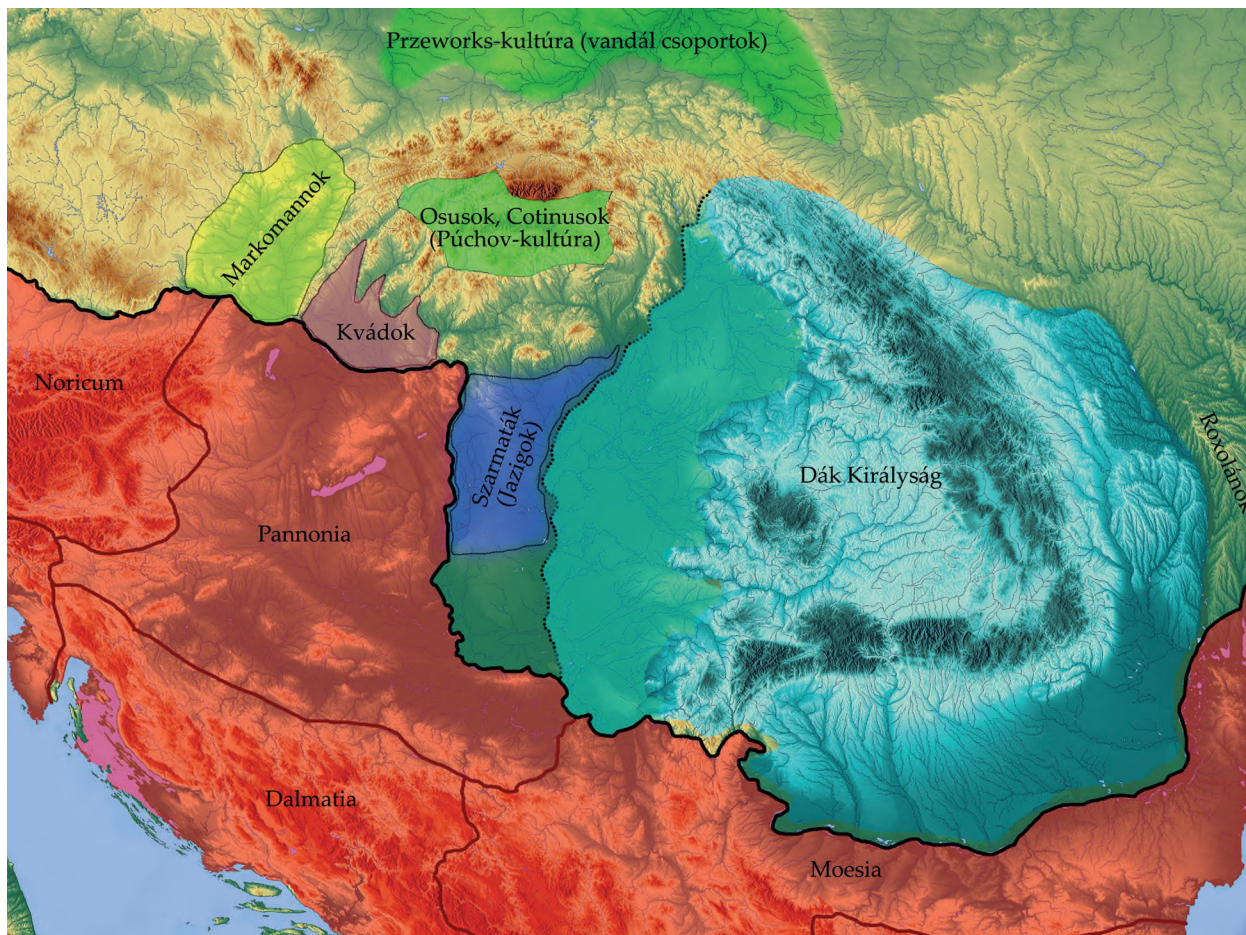 Przeworks-kultúra (vandál csoportok)
Markomannok
Osusok, Cotinusok
(Púchov-kultúra)
Kvádok
Noricum
Szarmaták
(Jazigok)
Roxolánok
Dák Királyság
Pannonia
Dalmatia
Moesia